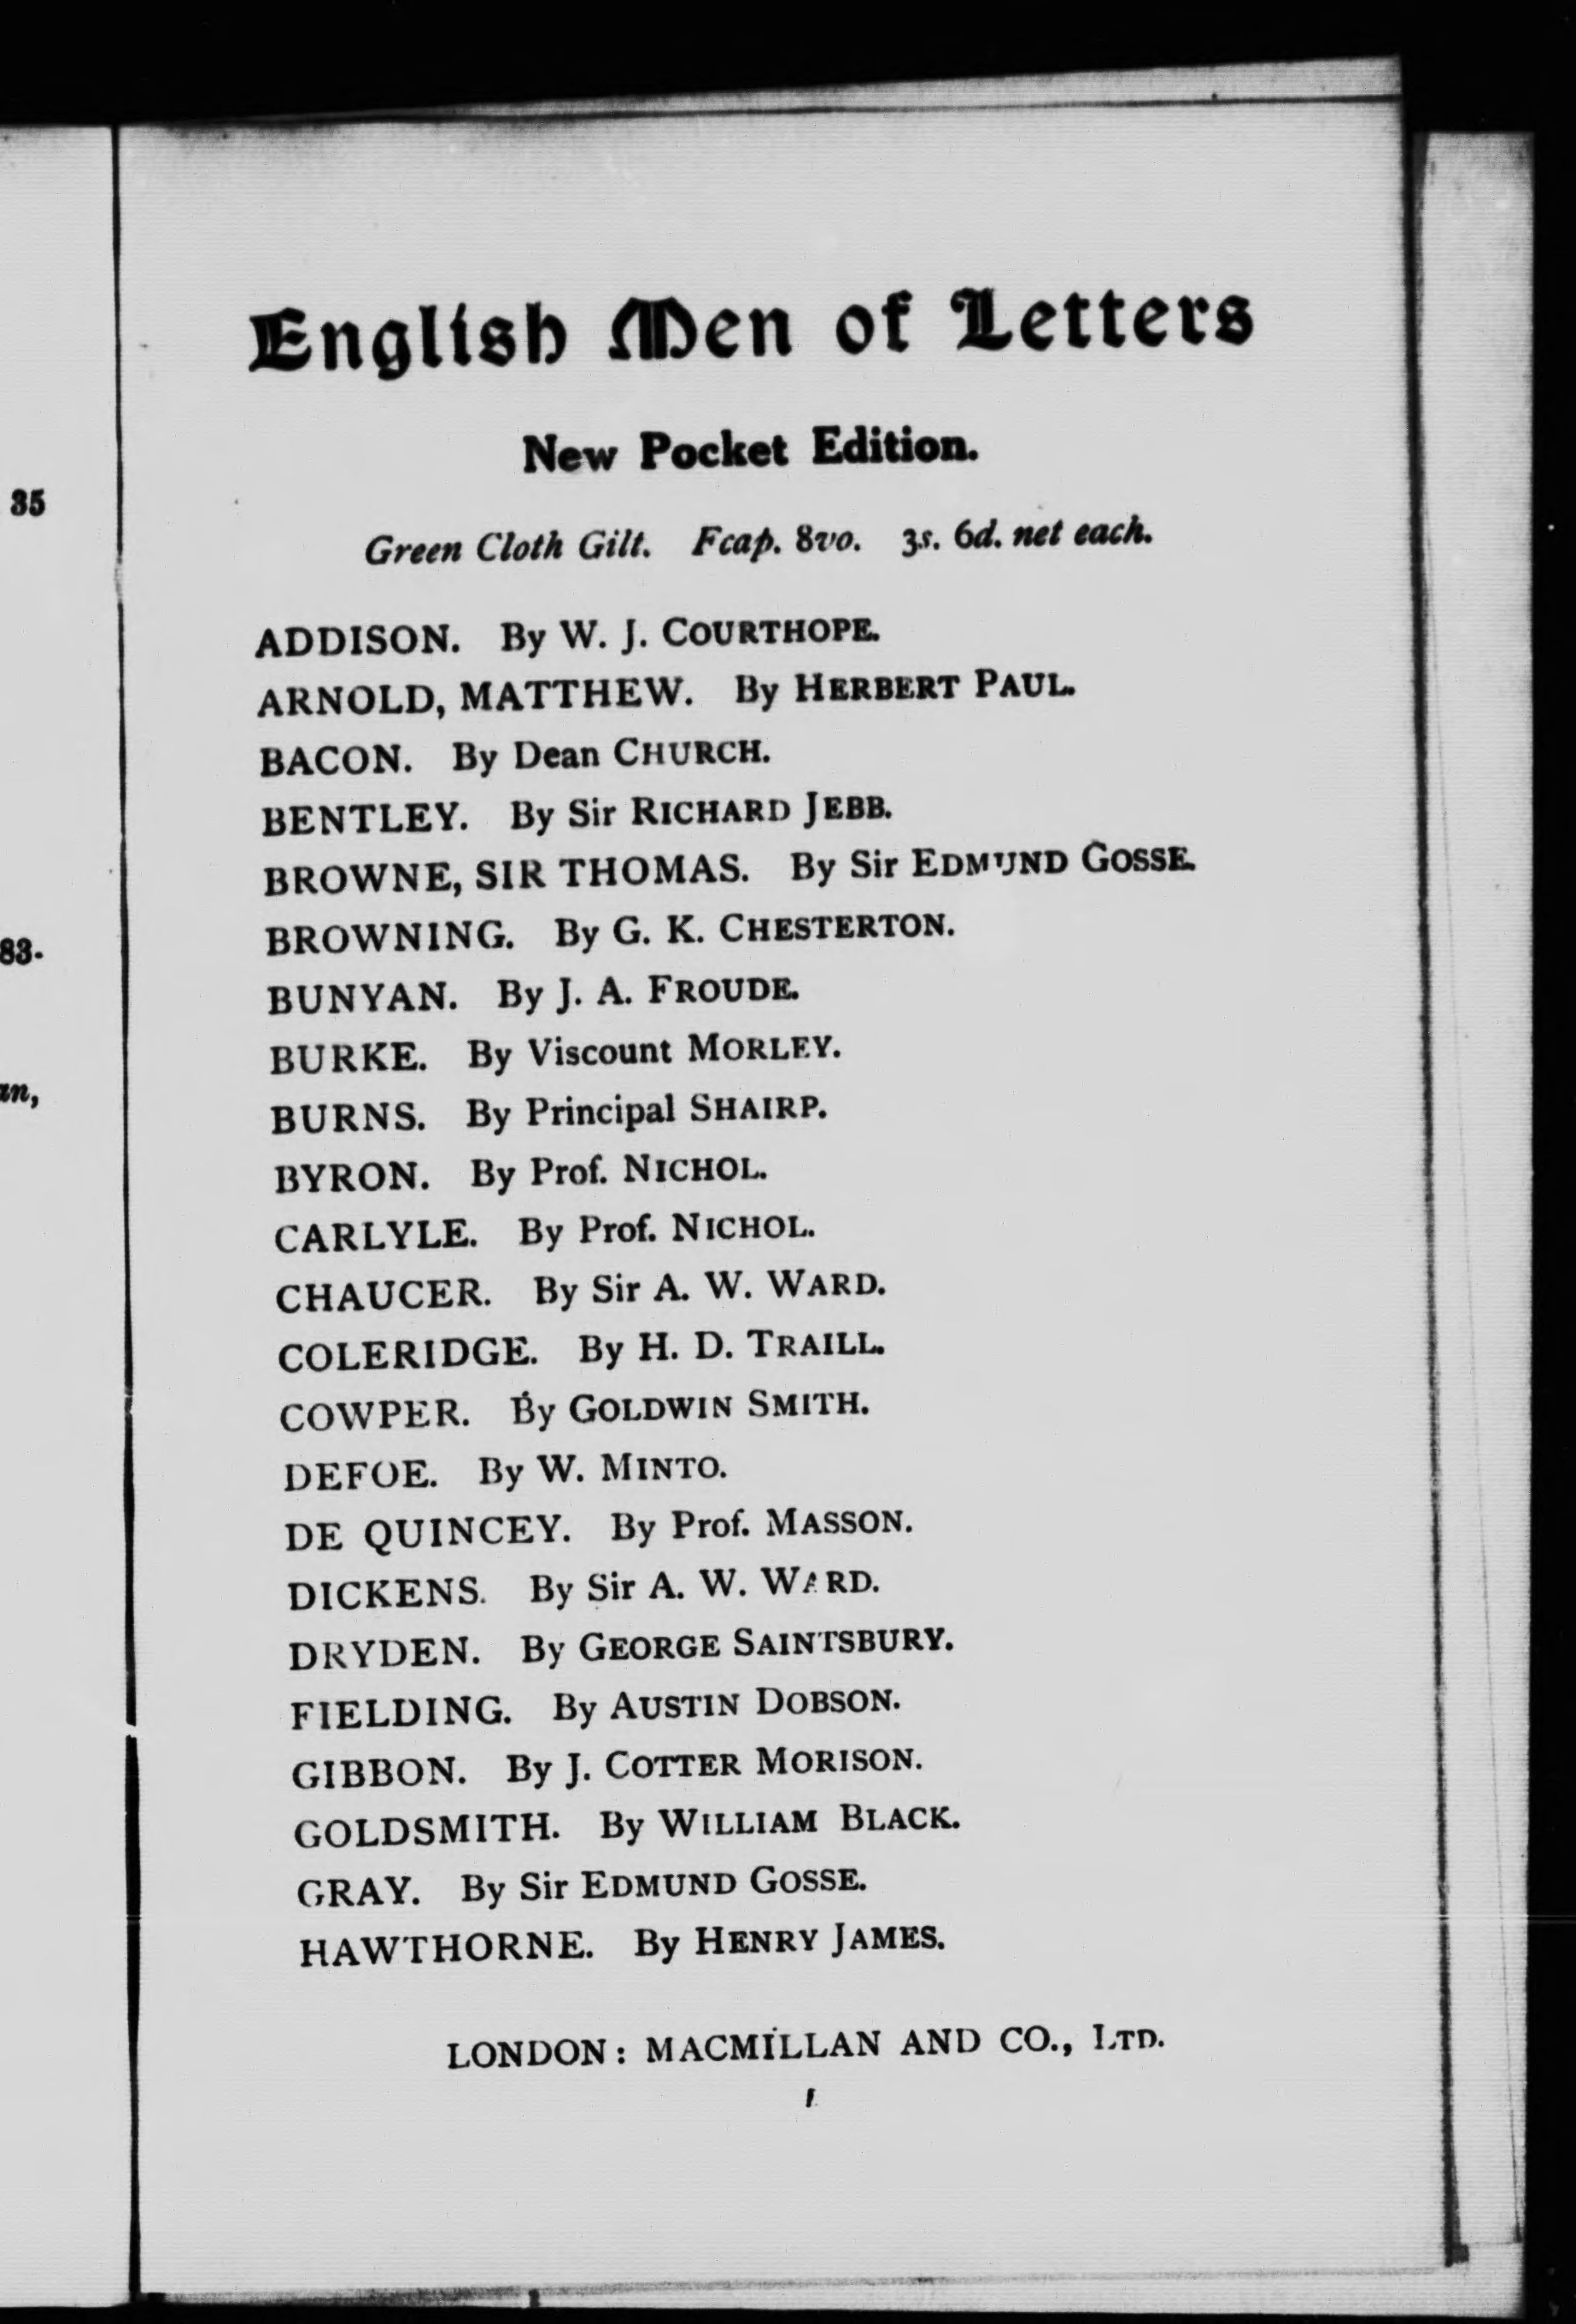 35
83.
an,
English Men of Letters
New Pocket Edition.
Green Cloth Gilt. Fcap. 8vo. 3s. 6d. net each.
ADDISON. By W. J. COURTHOPE.
ARNOLD, MATTHEW. By HERBERT PAUL.
BACON. By Dean CHURCH.
BENTLEY. By Sir RICHARD JEBB.
BROWNE, SIR THOMAS. By Sir EDMUND GOSSE.
BROWNING. By G. K. CHESTERTON.
BUNYAN. By J. A. FROUDE.
BURKE. By Viscount MORLEY.
BURNS. By Principal SHAIRP.
BYRON. By Prof. NICHOL.
CARLYLE. By Prof. NICHOL.
CHAUCER. By Sir A. W. WARD.
COLERIDGE. By H. D. TRAILL.
COWPER. By GOLDWIN SMITH.
DEFOE. By W. MINTO.
DE QUINCEY. By Prof. MASSON.
DICKENS. By Sir A. W. WARD.
DRYDEN. By GEORGE SAINTSBURY.
FIELDING. By AUSTIN DOBSON.
GIBBON. By J. COTTER MORISON.
GOLDSMITH. By WILLIAM BLACK.
GRAY. By Sir EDMUND GOSSE.
HAWTHORNE. By HENRY JAMES.
LONDON: MACMILLAN AND CO., LTD.